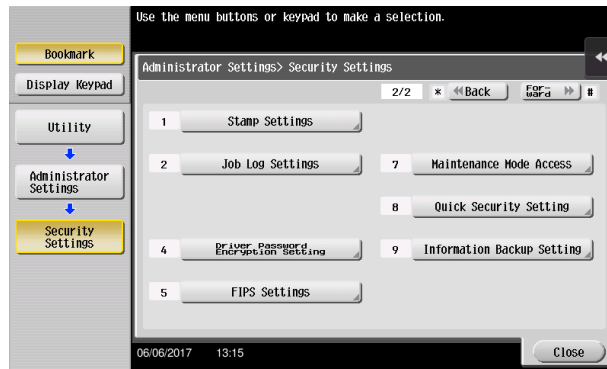 Use the menu buttons or keypad to make a selection.
Bookmark
Display Keypad
Utility
Administrator
Settings
Security
Settings
Administrator Settings> Security Settings
2/2 * Back For-
ward #
1 Stamp Settings
2 Job Log Settings
7 Maintenance Mode Access
8 Quick Security Setting
4 Driver Password
Encryption Setting
9 Information Backup Setting
5 FIPS Settings
06/06/2017 13:15
Close